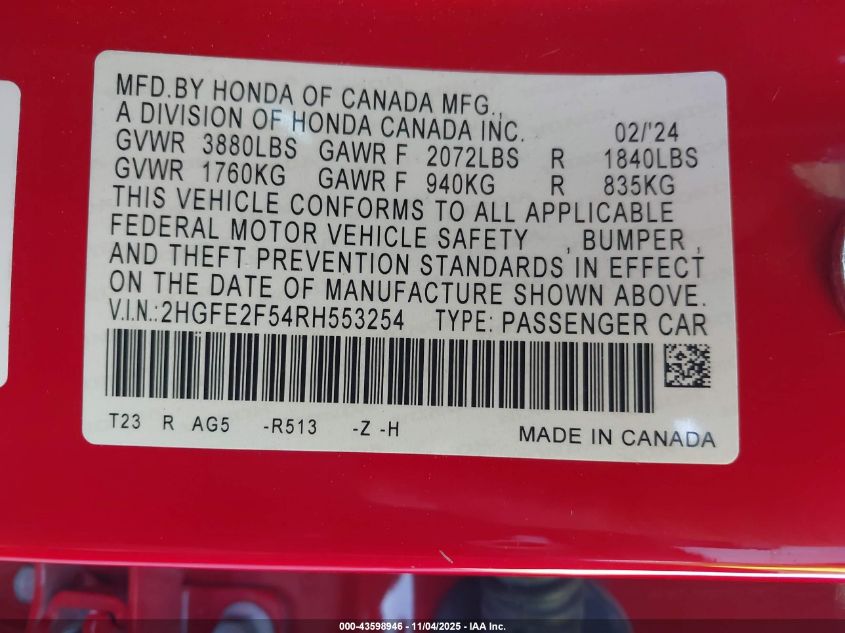 MFD.BY HONDA OF CANADA MFG.,
A DIVISION OF HONDA CANADA INC. 02/'24
GVWR 3880LBS GAWR F 2072LBS R 1840LBS
GVWR 1760KG GAWR F 940KG R 835KG
THIS VEHICLE CONFORMS TO ALL APPLICABLE
FEDERAL MOTOR VEHICLE SAFETY , BUMPER ,
AND THEFT PREVENTION STANDARDS IN EFFECT
ON THE DATE OF MANUFACTURE SHOWN ABOVE.
V.I.N.:2HGFE2F54RH553254 TYPE: PASSENGER CAR
T23 R AG5 -R513 -Z -H
MADE IN CANADA
000-43598946 - 11/04/2025 - IAA Inc.